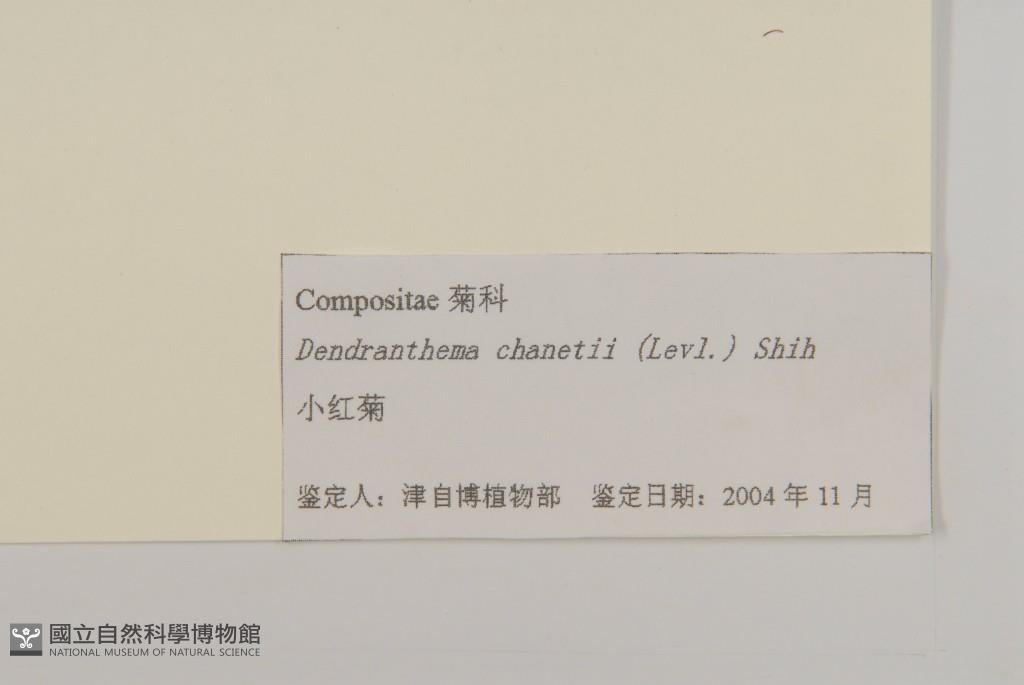 Compositae 菊科
Dendranthema chanetii (Levl.) Shih
小红菊
鉴定人：津自博植物部 鉴定日期：2004 年 11 月
國立自然科學博物館
NATIONAL MUSEUM OF NATURAL SCIENCE